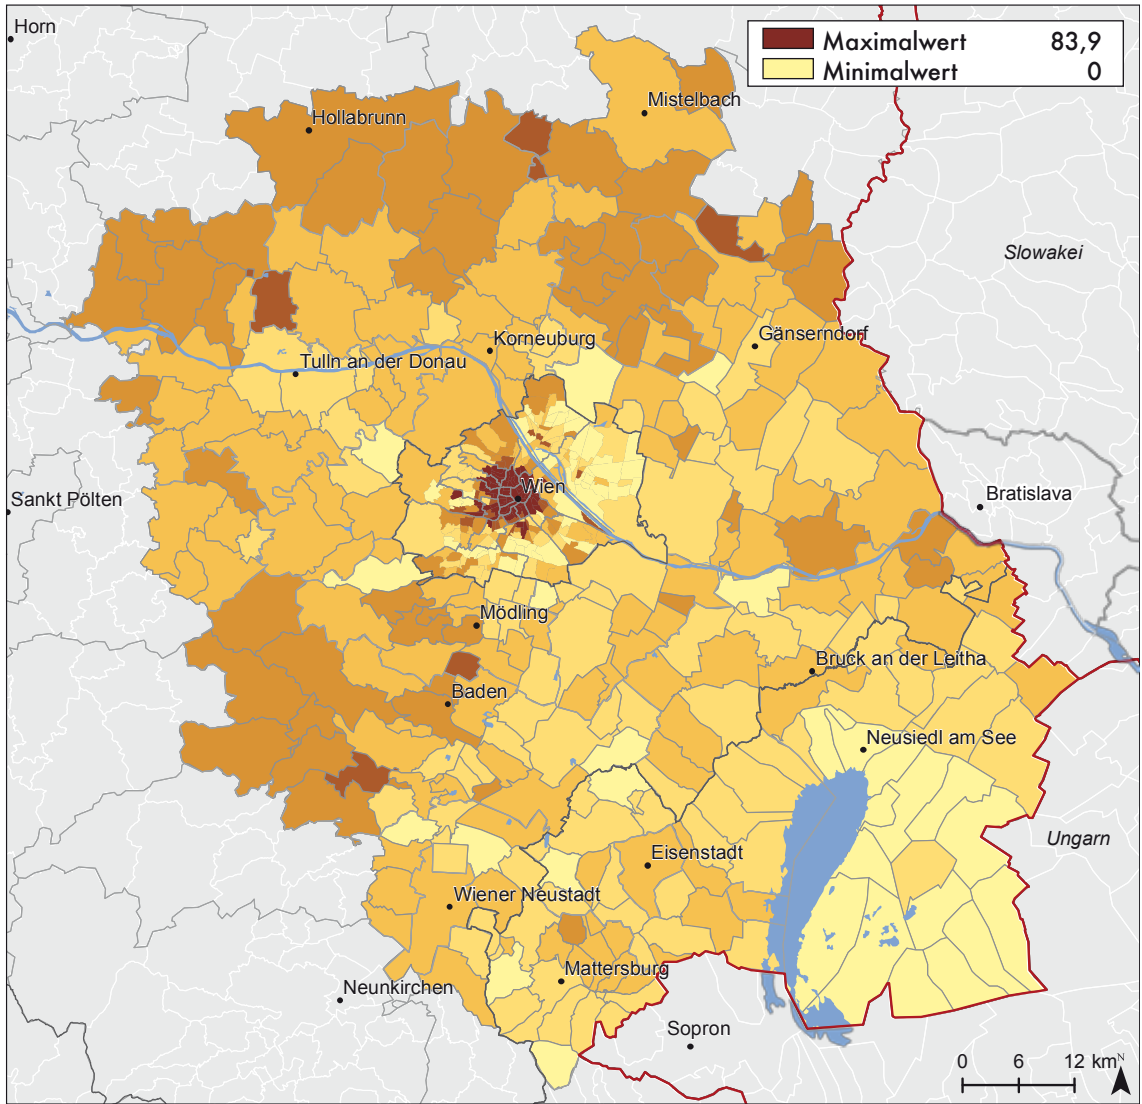 Horn
Maximalwert 83,9
Minimalwert 0
Mistelbach
Hollabrunn
Slowakei
Korneuburg
Gänserndorf
Tulln an der Donau
Wien
Bratislava
Sankt Pölten
Mödling
Bruck an der Leitha
Baden
Neusiedl am See
Ungarn
Eisenstadt
Wiener Neustadt
Mattersburg
Neunkirchen
Sopron
0 6 12 km
N